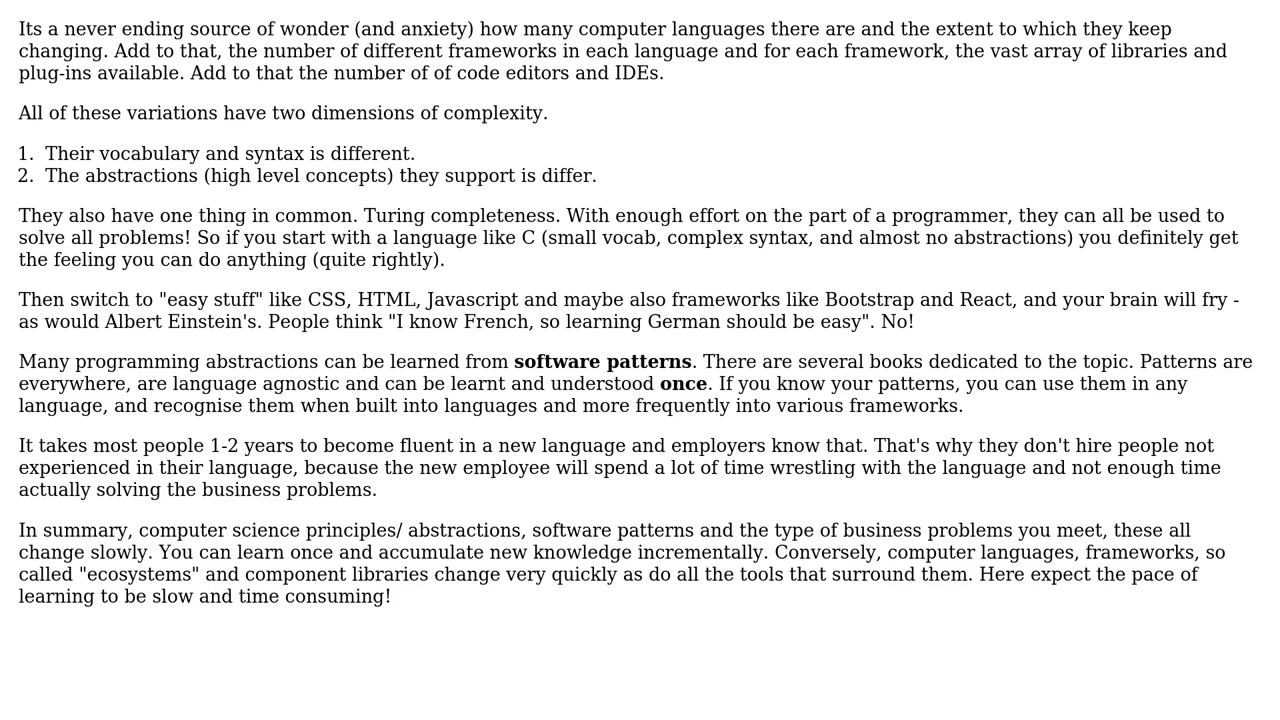 Its a never ending source of wonder (and anxiety) how many computer languages there are and the extent to which they keep
changing. Add to that, the number of different frameworks in each language and for each framework, the vast array of libraries and
plug-ins available. Add to that the number of of code editors and IDEs.
All of these variations have two dimensions of complexity.
1. Their vocabulary and syntax is different.
2. The abstractions (high level concepts) they support is differ.
They also have one thing in common. Turing completeness. With enough effort on the part of a programmer, they can all be used to
solve all problems! So if you start with a language like C (small vocab, complex syntax, and almost no abstractions) you definitely get
the feeling you can do anything (quite rightly).
Then switch to "easy stuff" like CSS, HTML, Javascript and maybe also frameworks like Bootstrap and React, and your brain will fry -
as would Albert Einstein's. People think "I know French, so learning German should be easy". No!
Many programming abstractions can be learned from software patterns. There are several books dedicated to the topic. Patterns are
everywhere, are language agnostic and can be learnt and understood once. If you know your patterns, you can use them in any
language, and recognise them when built into languages and more frequently into various frameworks.
It takes most people 1-2 years to become fluent in a new language and employers know that. That's why they don't hire people not
experienced in their language, because the new employee will spend a lot of time wrestling with the language and not enough time
actually solving the business problems.
In summary, computer science principles/ abstractions, software patterns and the type of business problems you meet, these all
change slowly. You can learn once and accumulate new knowledge incrementally. Conversely, computer languages, frameworks, so
called "ecosystems" and component libraries change very quickly as do all the tools that surround them. Here expect the pace of
learning to be slow and time consuming!